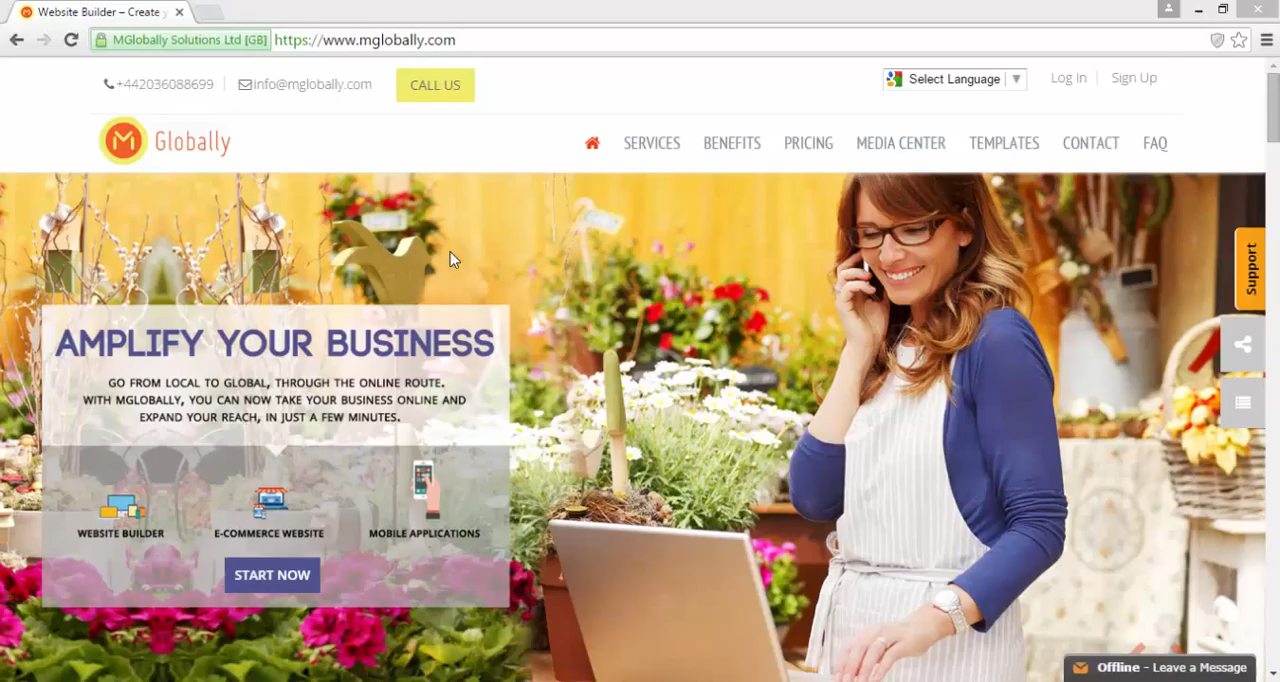 Website Builder – Create y
MGlobally Solutions Ltd [GB] https://www.mglobally.com
+442036088699 info@mglobally.com CALL US Select Language Log In Sign Up
M Globally
SERVICES BENEFITS PRICING MEDIA CENTER TEMPLATES CONTACT FAQ
Support
AMPLIFY YOUR BUSINESS
GO FROM LOCAL TO GLOBAL, THROUGH THE ONLINE ROUTE.
WITH MGLOBALLY, YOU CAN NOW TAKE YOUR BUSINESS ONLINE AND
EXPAND YOUR REACH, IN JUST A FEW MINUTES.
WEBSITE BUILDER E-COMMERCE WEBSITE MOBILE APPLICATIONS
START NOW
Offline – Leave a Message